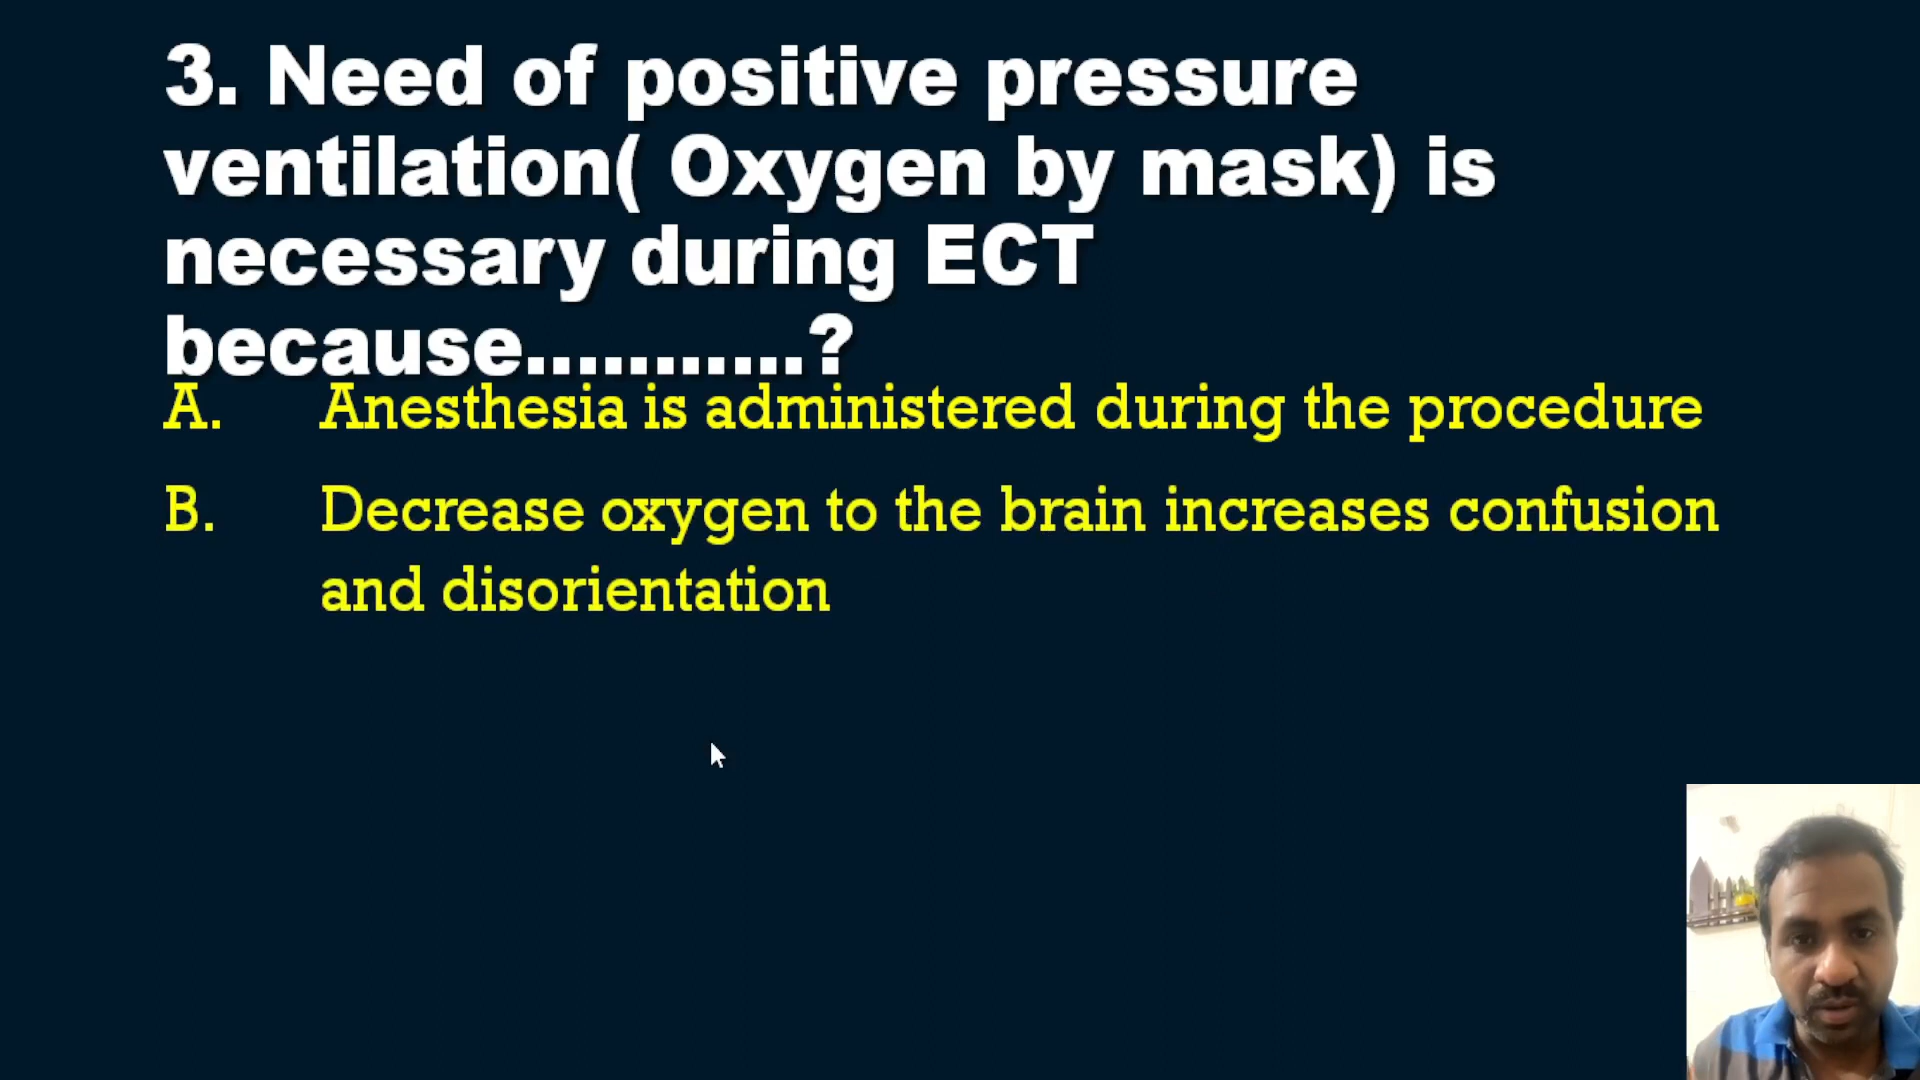 3. Need of positive pressure
ventilation( Oxygen by mask) is
necessary during ECT
because...........?
A. Anesthesia is administered during the procedure
B. Decrease oxygen to the brain increases confusion
and disorientation